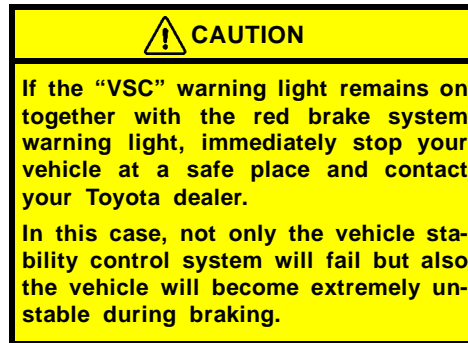 CAUTION
If the “VSC” warning light remains on
together with the red brake system
warning light, immediately stop your
vehicle at a safe place and contact
your Toyota dealer.
In this case, not only the vehicle sta-
bility control system will fail but also
the vehicle will become extremely un-
stable during braking.